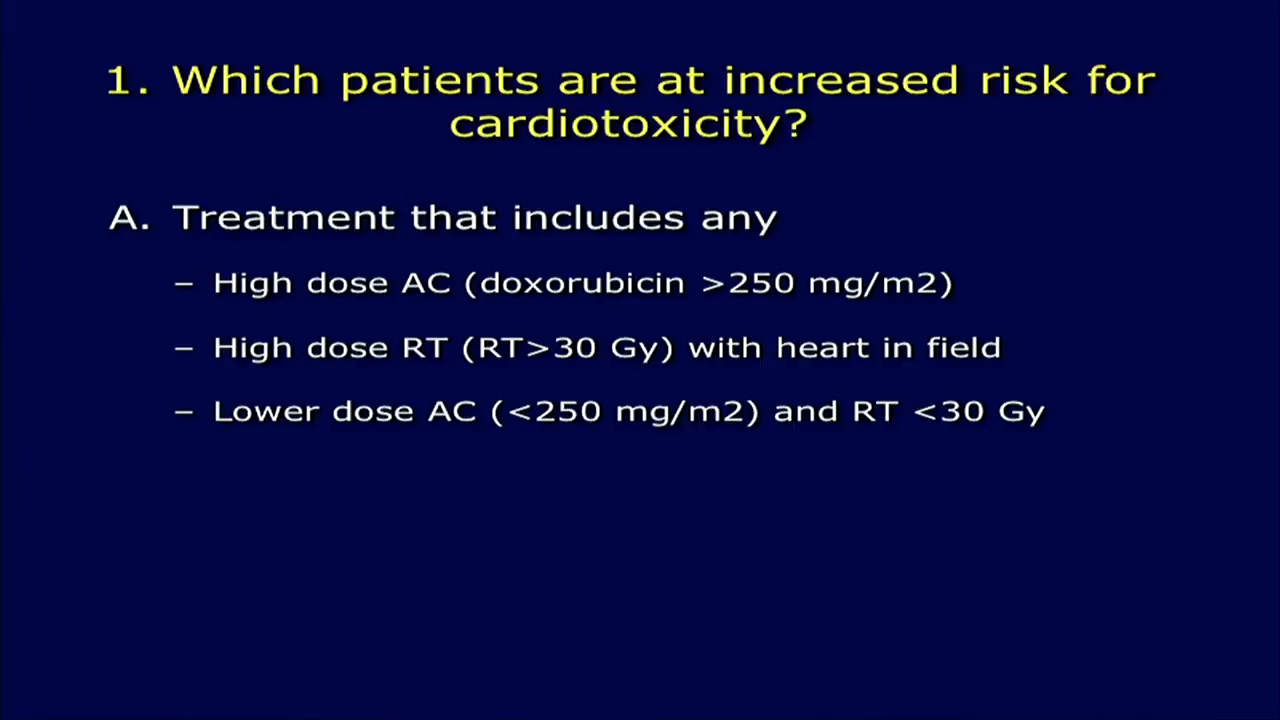 1. Which patients are at increased risk for
cardiotoxicity?
A. Treatment that includes any
– High dose AC (doxorubicin >250 mg/m2)
– High dose RT (RT>30 Gy) with heart in field
– Lower dose AC (<250 mg/m2) and RT <30 Gy